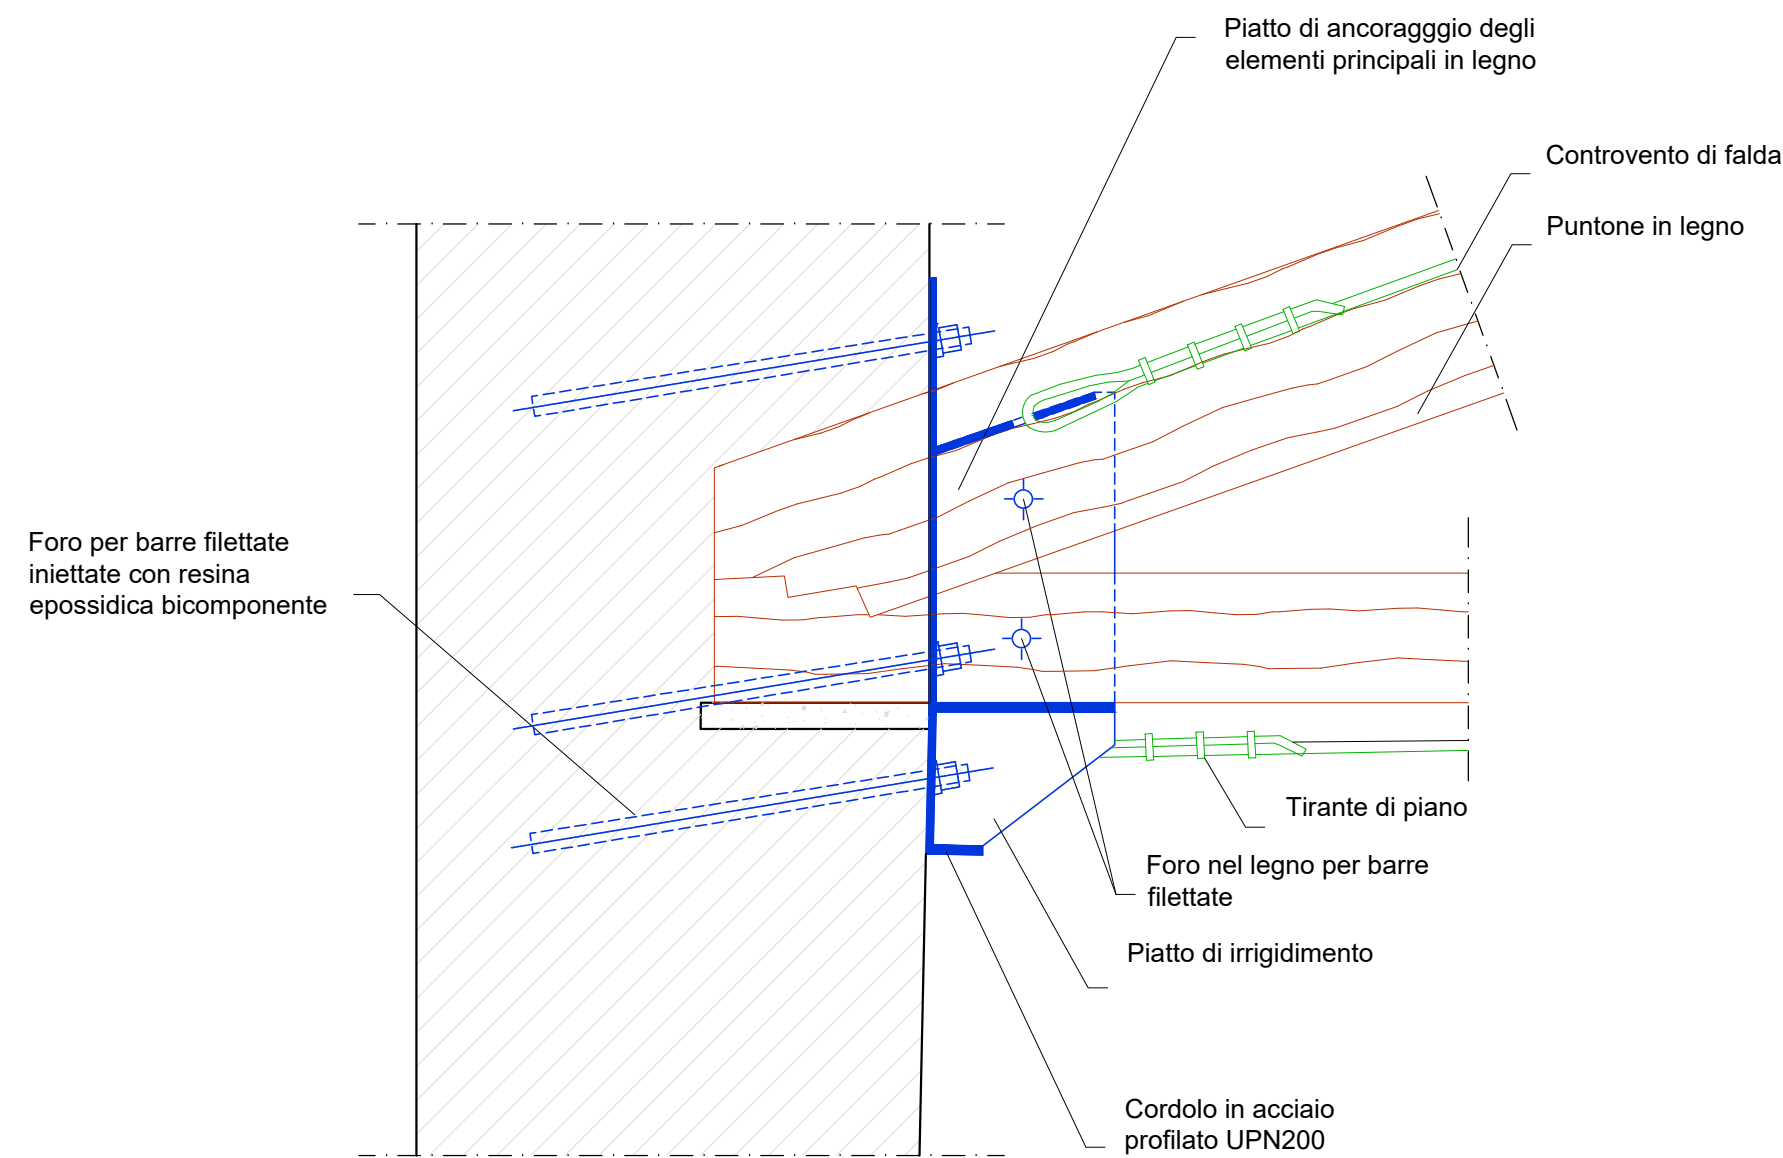 Piatto di ancoragggio degli
elementi principali in legno
Controvento di falda
Puntone in legno
Foro per barre filettate
iniettate con resina
epossidica bicomponente
Tirante di piano
Foro nel legno per barre
filettate
Piatto di irrigidimento
Cordolo in acciaio
profilato UPN200